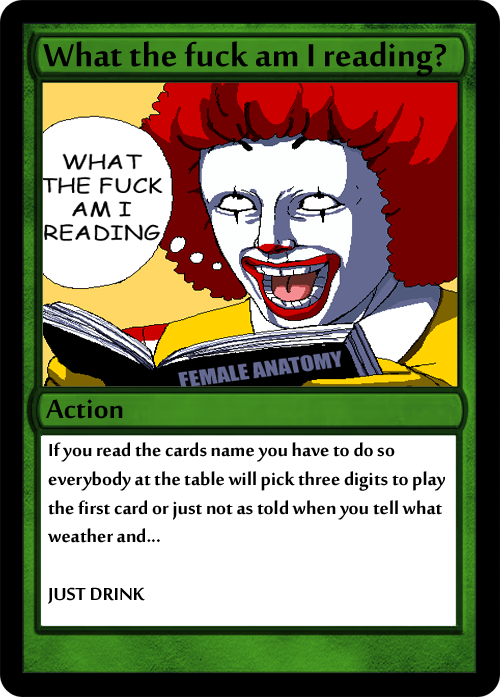 What the fuck am I reading?
WHAT
THE FUCK
AM I
READING
FEMALE ANATOMY
Action
If you read the cards name you have to do so
everybody at the table will pick three digits to play
the first card or just not as told when you tell what
weather and...
JUST DRINK